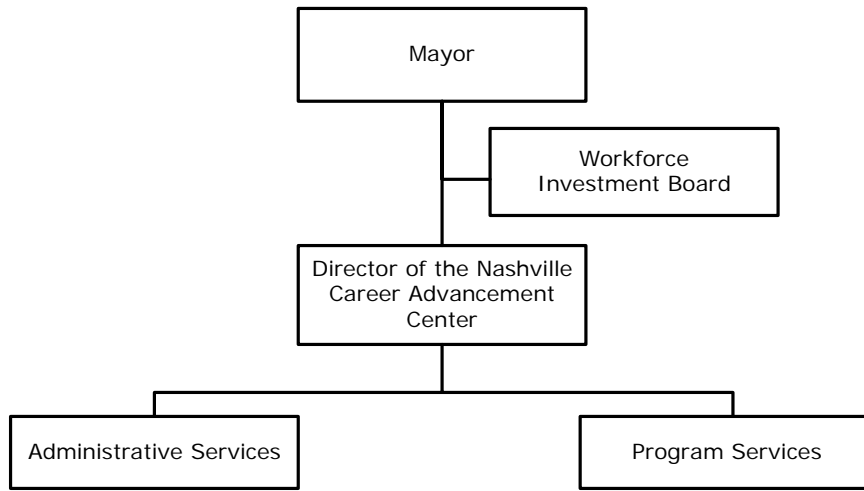 Mayor
Workforce
Investment Board
Director of the Nashville
Career Advancement
Center
Administrative Services
Program Services